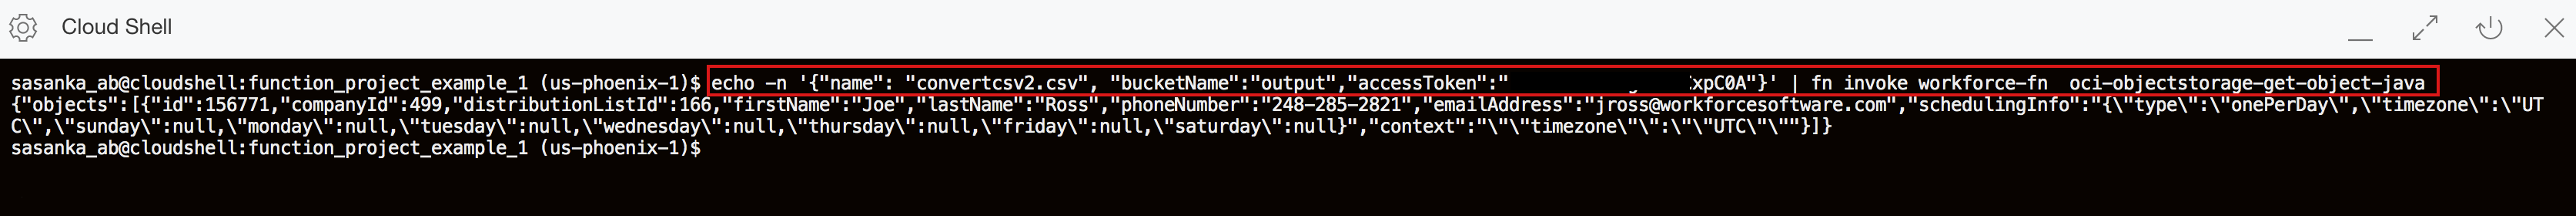 Cloud Shell
sasanka_ab@cloudshell:function_project_example_1 (us-phoenix-1)$ echo -n '{"name": "convertcsv2.csv", "bucketName":"output","accessToken":" xpC0A"}' | fn invoke workforce-fn  oci-objectstorage-get-object-java
{"objects":[{"id":156771,"companyId":499,"distributionListId":166,"firstName":"Joe","lastName":"Ross","phoneNumber":"248-285-2821","emailAddress":"jross@workforcesoftware.com","schedulingInfo":"{\"type\":\"onePerDay\",\"timezone\":\"UT
C\",\"sunday\":null,\"monday\":null,\"tuesday\":null,\"wednesday\":null,\"thursday\":null,\"friday\":null,\"saturday\":null}","context":"\"\"timezone\"\":\"\"UTC\"\""}]}
sasanka_ab@cloudshell:function_project_example_1 (us-phoenix-1)$